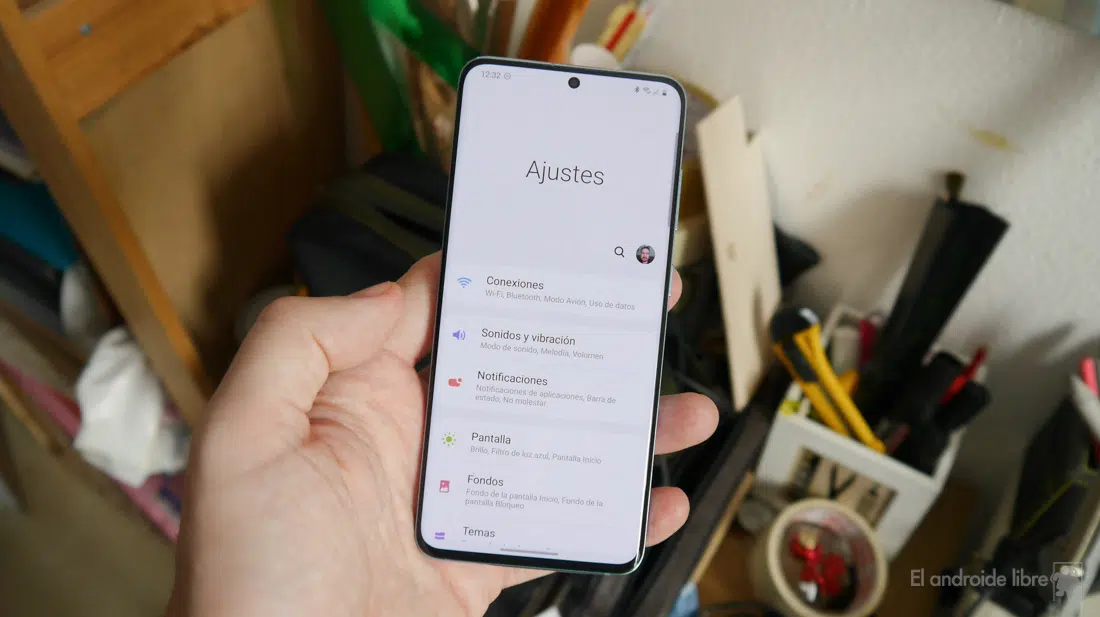 12:32
Ajustes
Conexiones
Wi-Fi, Bluetooth, Modo Avión, Uso de datos
Sonidos y vibración
Modo de sonido, Melodía, Volumen
Notificaciones
Notificaciones de aplicaciones, Barra de
estado, No molestar
Pantalla
Brillo, Filtro de luz azul, Pantalla Inicio
Fondos
Fondo de la pantalla Inicio, Fondo de la
pantalla Bloqueo
Temas
El androide libre